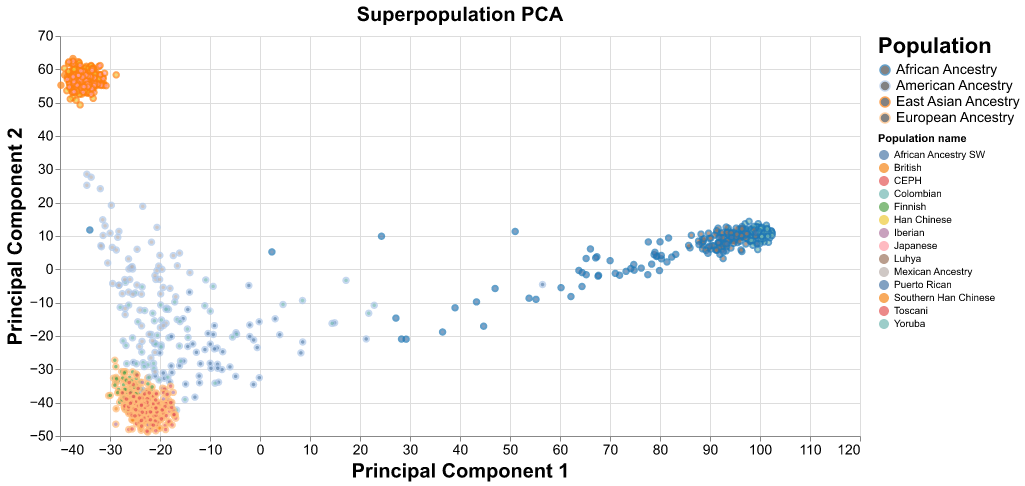 Superpopulation PCA
Principal Component 2
70
60
50
40
30
20
10
0
−10
−20
−30
−40
−50
−40 −30 −20 −10 0 10 20 30 40 50 60 70 80 90 100 110 120
Principal Component 1
Population
African Ancestry
American Ancestry
East Asian Ancestry
European Ancestry
Population name
African Ancestry SW
British
CEPH
Colombian
Finnish
Han Chinese
Iberian
Japanese
Luhya
Mexican Ancestry
Puerto Rican
Southern Han Chinese
Toscani
Yoruba